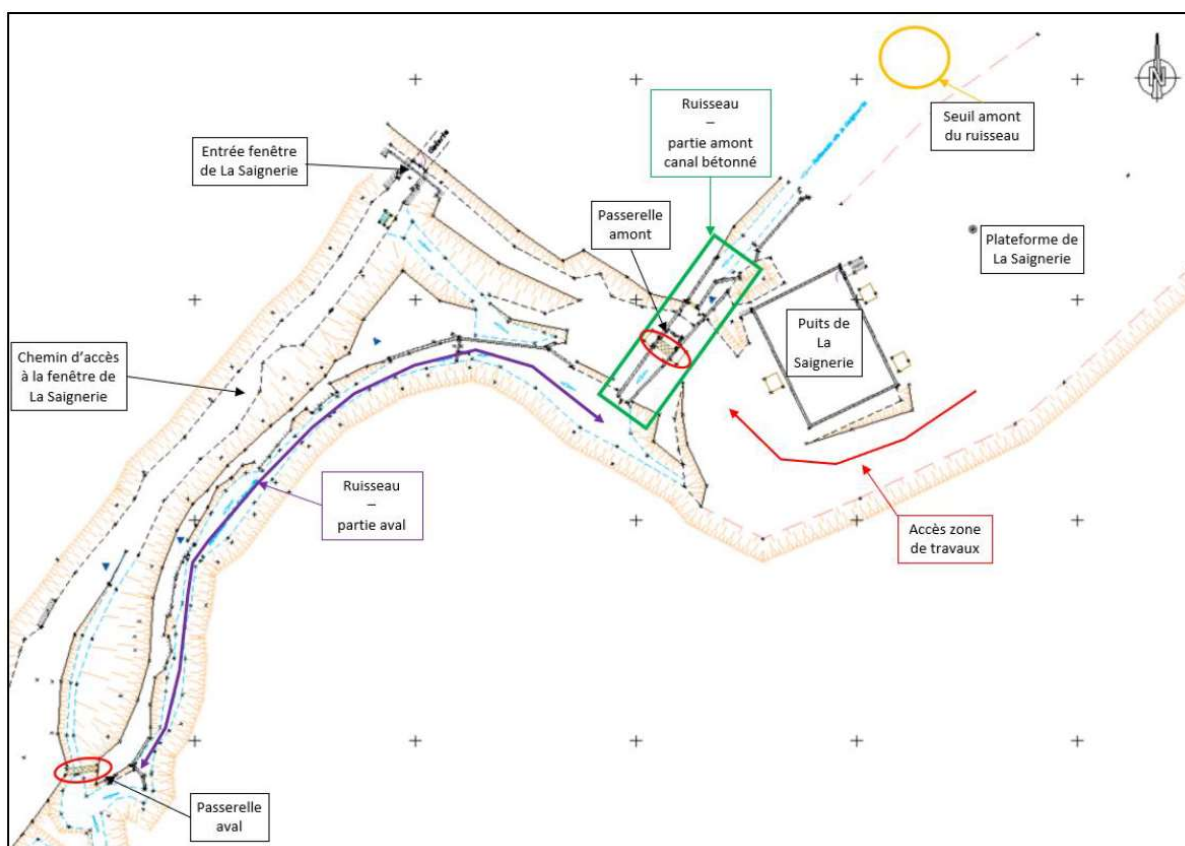 N
Seuil amont
du ruisseau
Ruisseau
–
partie amont
canal bétonné
Entrée fenêtre
de La Saignerie
Passerelle
amont
Plateforme de
La Saignerie
Puits de
La
Saignerie
Chemin d'accès
à la fenêtre de
La Saignerie
Ruisseau
–
partie aval
Accès zone
de travaux
Passerelle
aval